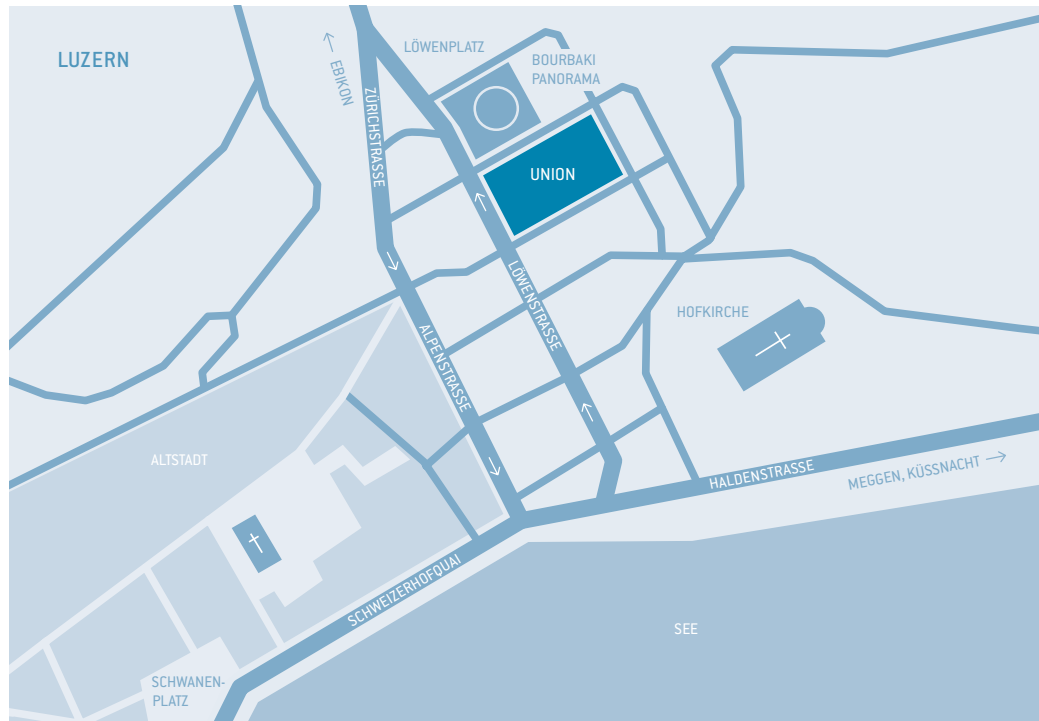 LUZERN
LÖWENPLATZ
BOURBAKI
PANORAMA
← EBIKON
ZÜRICHSTRASSE
UNION
LÖWENSTRASSE
HOFKIRCHE
ALPENSTRASSE
ALTSTADT
HALDENSTRASSE
MEGGEN, KÜSSNACHT →
SCHWEIZERHOFQUAI
SEE
SCHWANEN-
PLATZ